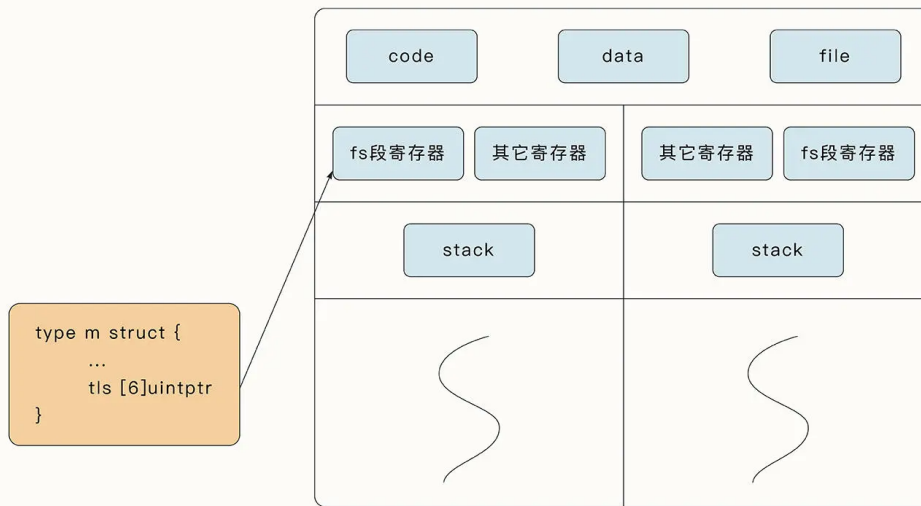 code
data
file
fs段寄存器
其它寄存器
其它寄存器
fs段寄存器
stack
stack
type m struct {
...
tls [6]uintptr
}